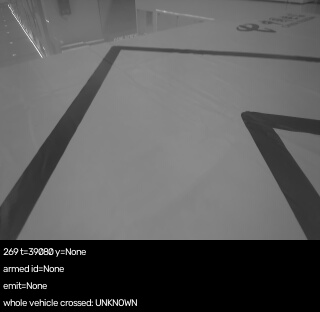 269 t=39080 y=None
armed id=None
emit=None
whole vehicle crossed: UNKNOWN